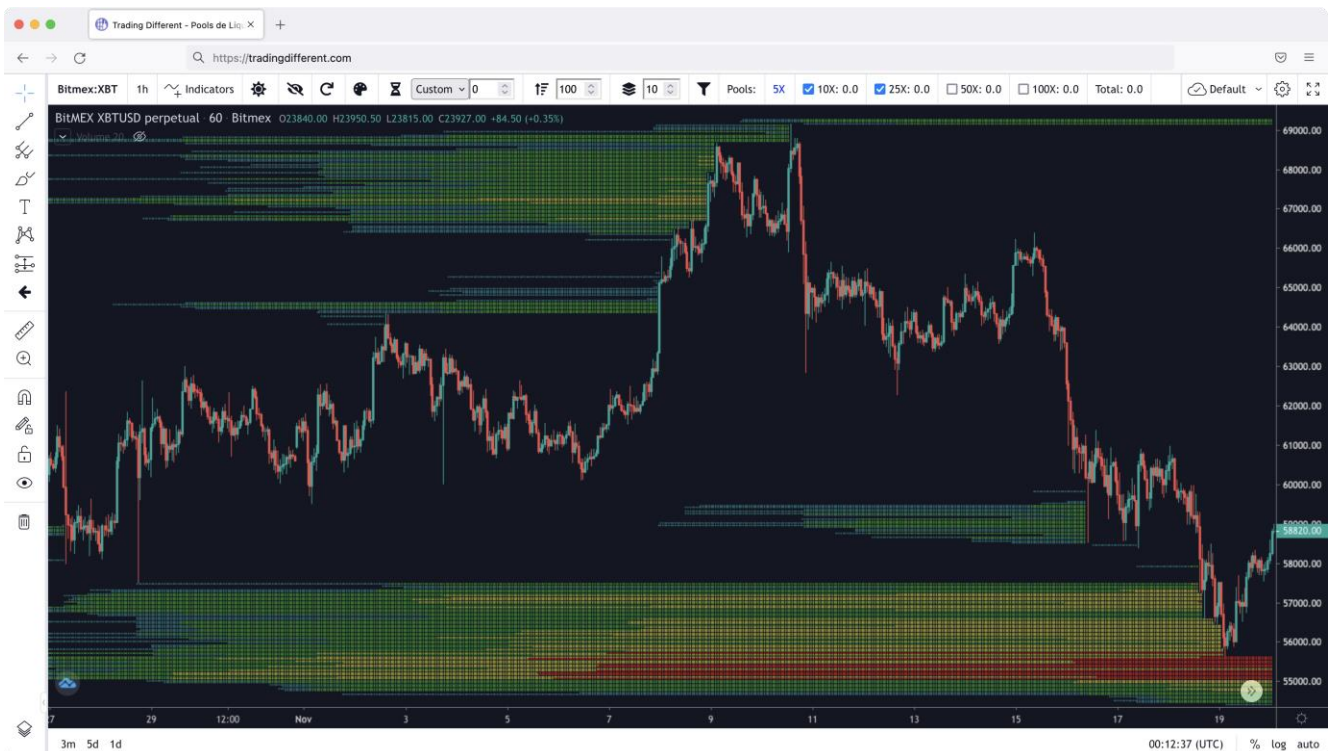 Trading Different - Pools de Liq
https://tradingdifferent.com
Bitmex:XBT 1h Indicators Custom 0 100 10 Pools: 5X 10X: 0.0 25X: 0.0 50X: 0.0 100X: 0.0 Total: 0.0 Default
BitMEX XBTUSD perpetual · 60 · Bitmex O23840.00 H23950.50 L23815.00 C23927.00 +84.50 (+0.35%)
Volume 20
69000.00
68000.00
67000.00
66000.00
65000.00
64000.00
63000.00
62000.00
61000.00
60000.00
59000.00
58820.00
58000.00
57000.00
56000.00
55000.00
27 29 12:00 Nov 3 5 7 9 11 13 15 17 19
3m 5d 1d 00:12:37 (UTC) % log auto